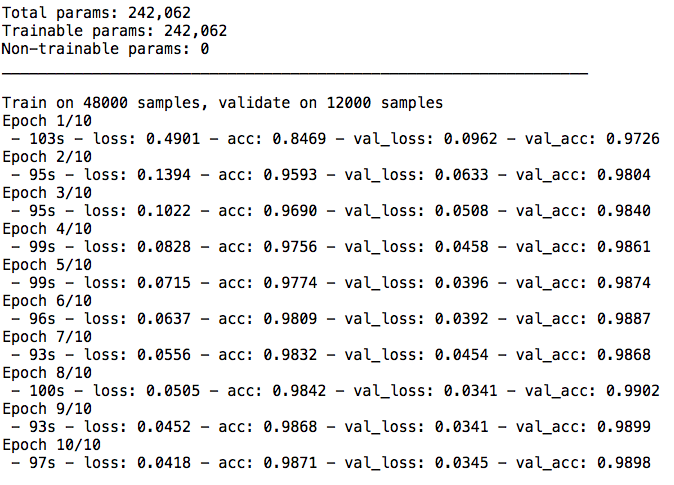 Total params: 242,062
Trainable params: 242,062
Non-trainable params: 0
_________________________________________________________________
Train on 48000 samples, validate on 12000 samples
Epoch 1/10
 - 103s - loss: 0.4901 - acc: 0.8469 - val_loss: 0.0962 - val_acc: 0.9726
Epoch 2/10
 - 95s - loss: 0.1394 - acc: 0.9593 - val_loss: 0.0633 - val_acc: 0.9804
Epoch 3/10
 - 95s - loss: 0.1022 - acc: 0.9690 - val_loss: 0.0508 - val_acc: 0.9840
Epoch 4/10
 - 99s - loss: 0.0828 - acc: 0.9756 - val_loss: 0.0458 - val_acc: 0.9861
Epoch 5/10
 - 99s - loss: 0.0715 - acc: 0.9774 - val_loss: 0.0396 - val_acc: 0.9874
Epoch 6/10
 - 96s - loss: 0.0637 - acc: 0.9809 - val_loss: 0.0392 - val_acc: 0.9887
Epoch 7/10
 - 93s - loss: 0.0556 - acc: 0.9832 - val_loss: 0.0454 - val_acc: 0.9868
Epoch 8/10
 - 100s - loss: 0.0505 - acc: 0.9842 - val_loss: 0.0341 - val_acc: 0.9902
Epoch 9/10
 - 93s - loss: 0.0452 - acc: 0.9868 - val_loss: 0.0341 - val_acc: 0.9899
Epoch 10/10
 - 97s - loss: 0.0418 - acc: 0.9871 - val_loss: 0.0345 - val_acc: 0.9898